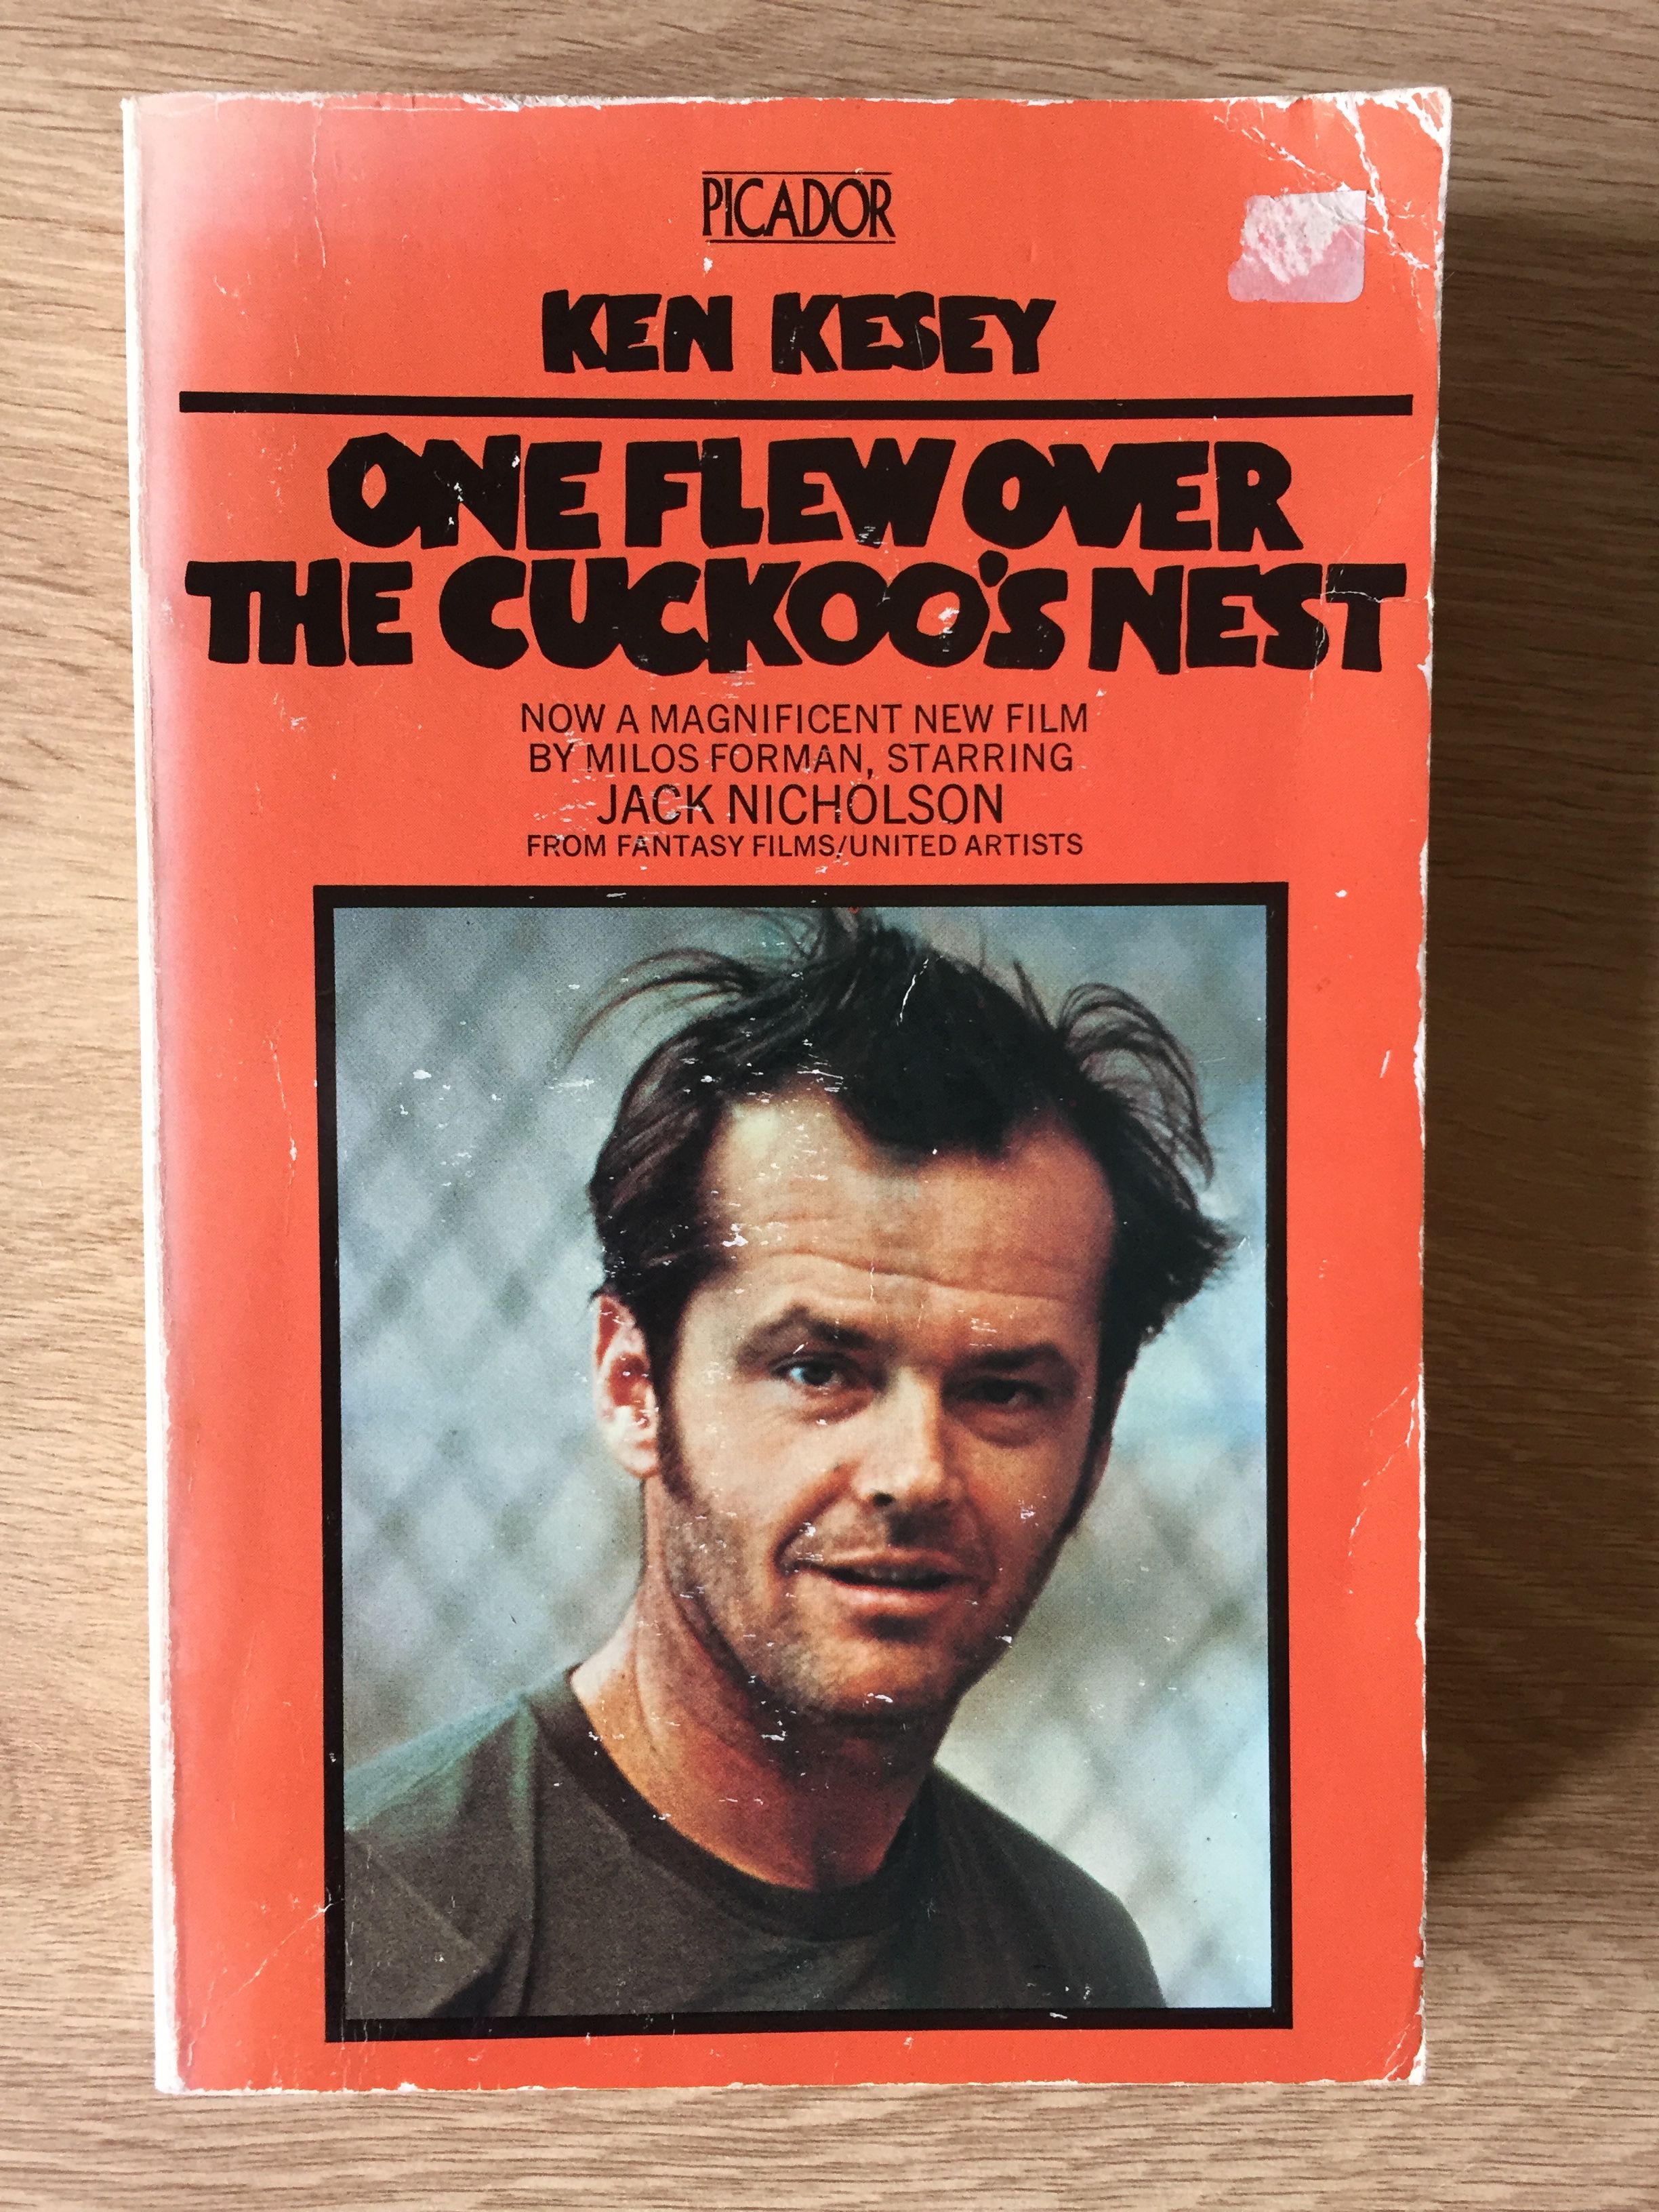 PICADOR
KEN KESEY
ONE FLEW OVER
THE CUCKOO'S NEST
NOW A MAGNIFICENT NEW FILM
BY MILOS FORMAN, STARRING
JACK NICHOLSON
FROM FANTASY FILMS/UNITED ARTISTS